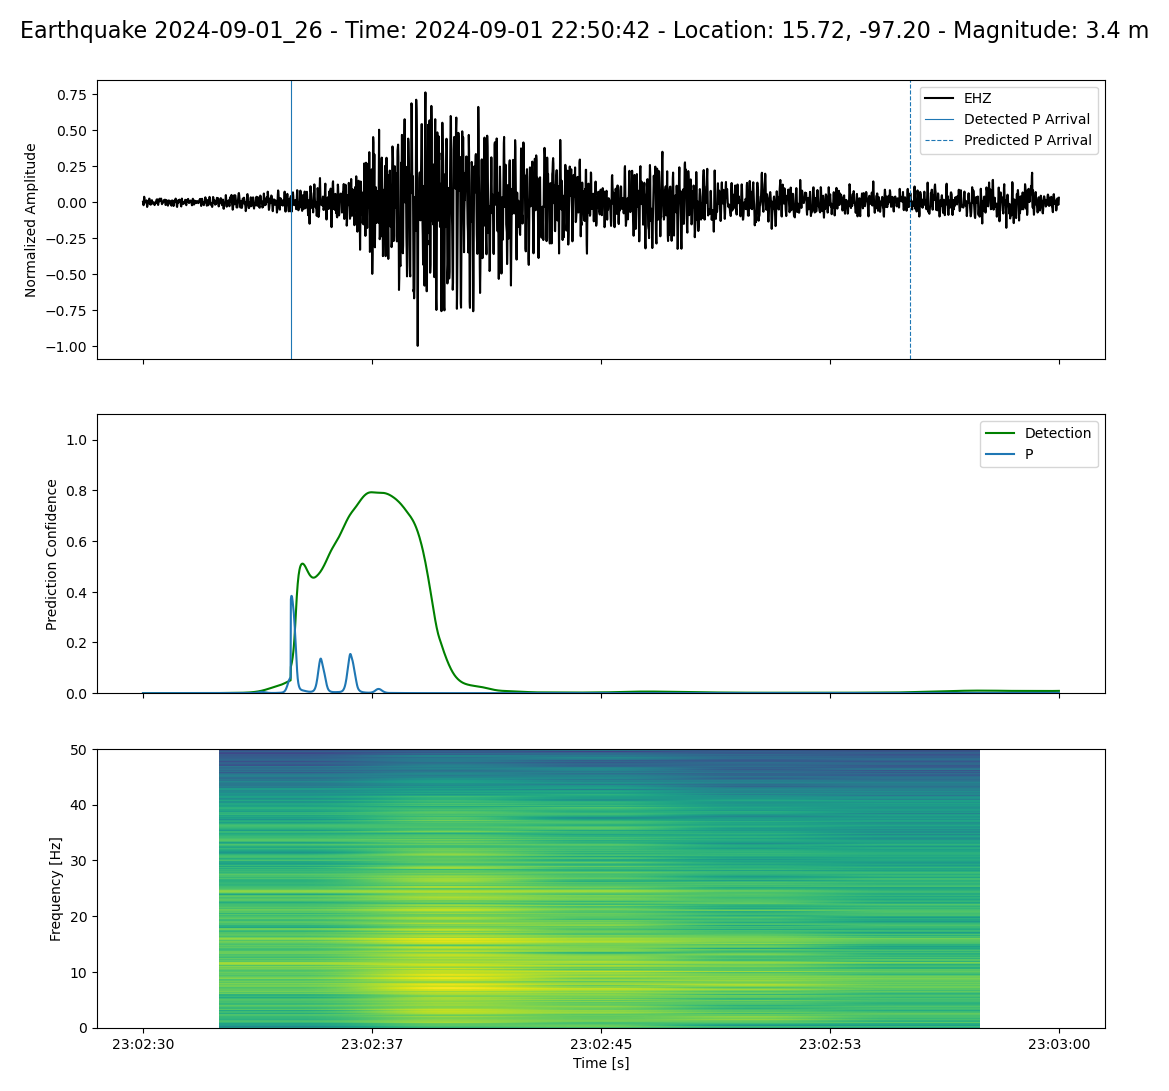 Earthquake 2024-09-01_26 - Time: 2024-09-01 22:50:42 - Location: 15.72, -97.20 - Magnitude: 3.4 m
Normalized Amplitude
0.75
0.50
0.25
0.00
−0.25
−0.50
−0.75
−1.00
EHZ
Detected P Arrival
Predicted P Arrival
Prediction Confidence
1.0
0.8
0.6
0.4
0.2
0.0
Detection
P
Frequency [Hz]
50
40
30
20
10
0
23:02:30 23:02:37 23:02:45 23:02:53 23:03:00
Time [s]